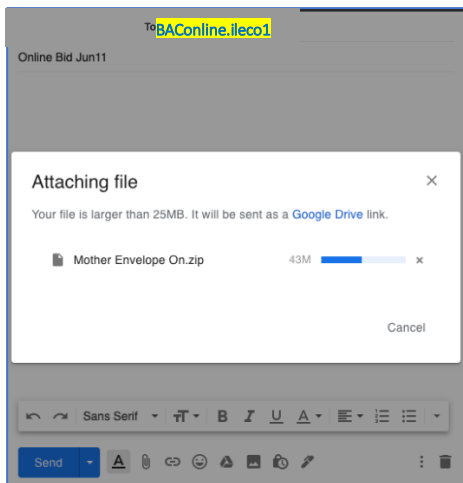 To BAConline.ileco1
Online Bid Jun11
Attaching file
Your file is larger than 25MB. It will be sent as a Google Drive link.
Mother Envelope On.zip 43M
Cancel
Sans Serif
B I U A
Send A